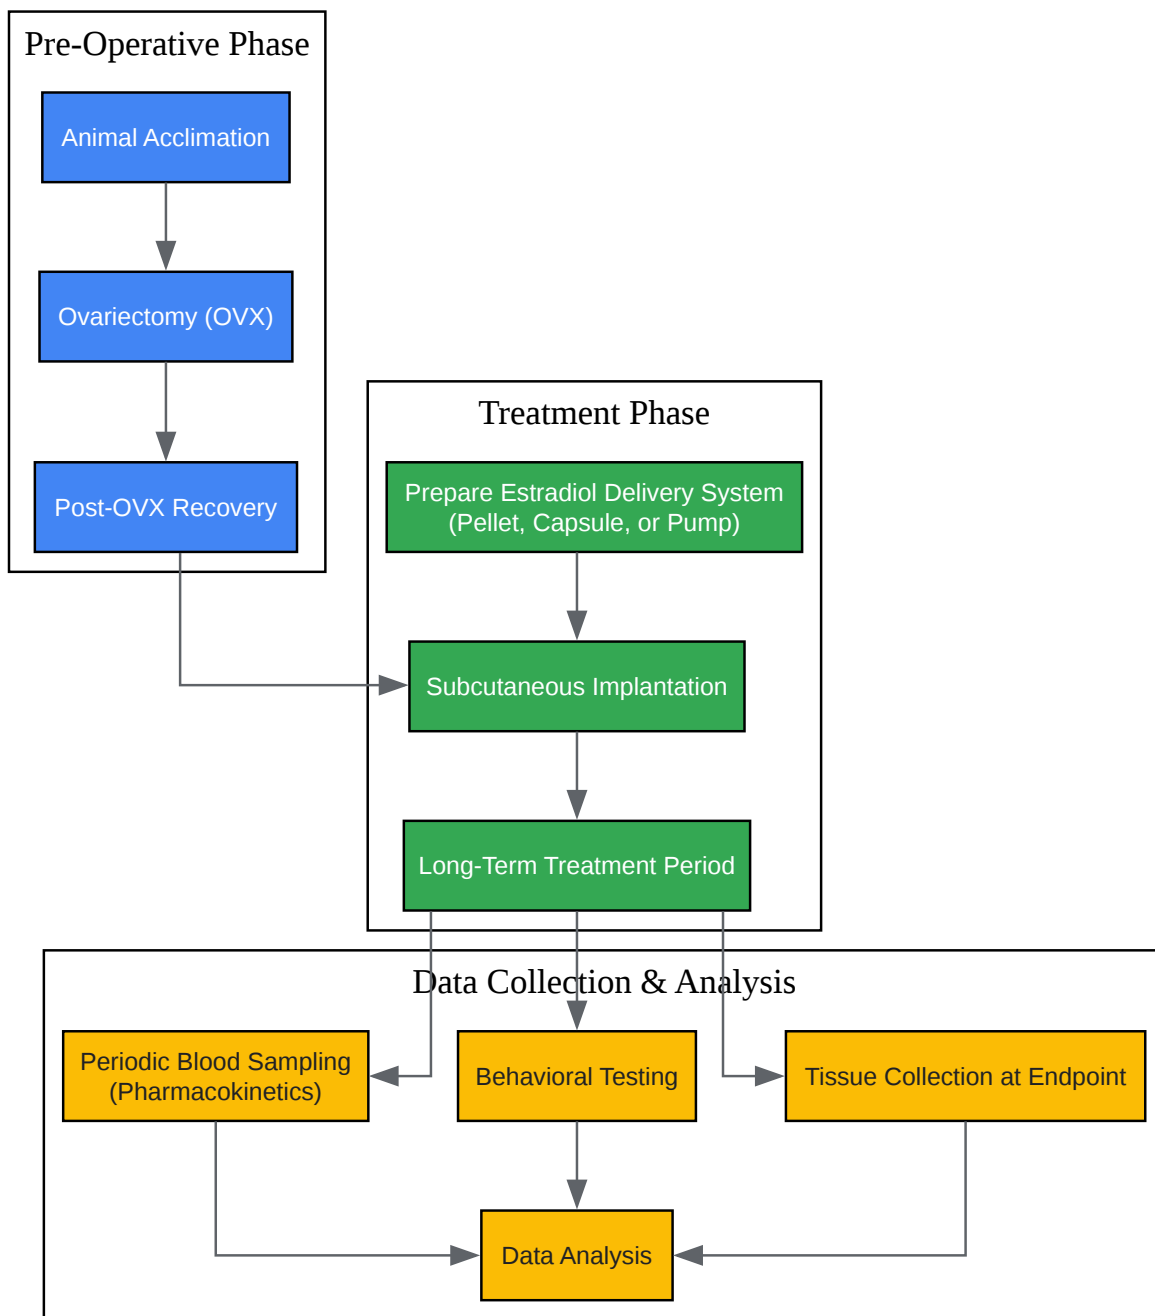 Pre-Operative Phase
Animal Acclimation
Ovariectomy (OVX)
Post-OVX Recovery
Treatment Phase
Prepare Estradiol Delivery System
(Pellet, Capsule, or Pump)
Subcutaneous Implantation
Long-Term Treatment Period
Data Collection & Analysis
Periodic Blood Sampling
(Pharmacokinetics)
Behavioral Testing
Tissue Collection at Endpoint
Data Analysis